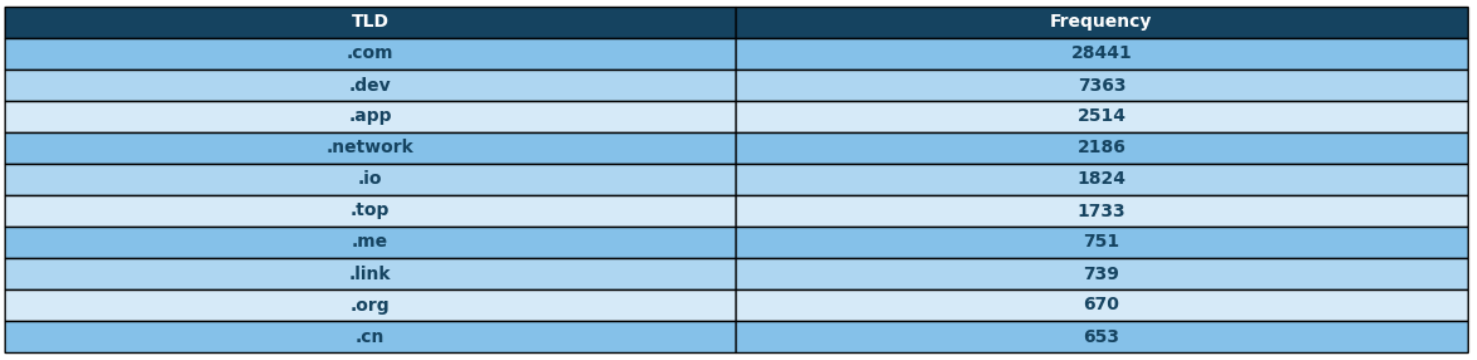 TLD Frequency
.com 28441
.dev 7363
.app 2514
.network 2186
.io 1824
.top 1733
.me 751
.link 739
.org 670
.cn 653